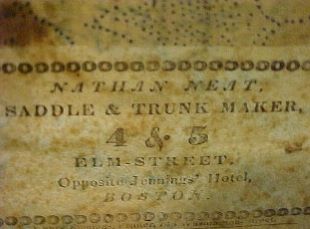 NATHAN NEAT,
SADDLE & TRUNK MAKER,
4 & 5
ELM-STREET.
Opposite Jennings' Hotel,
BOSTON.